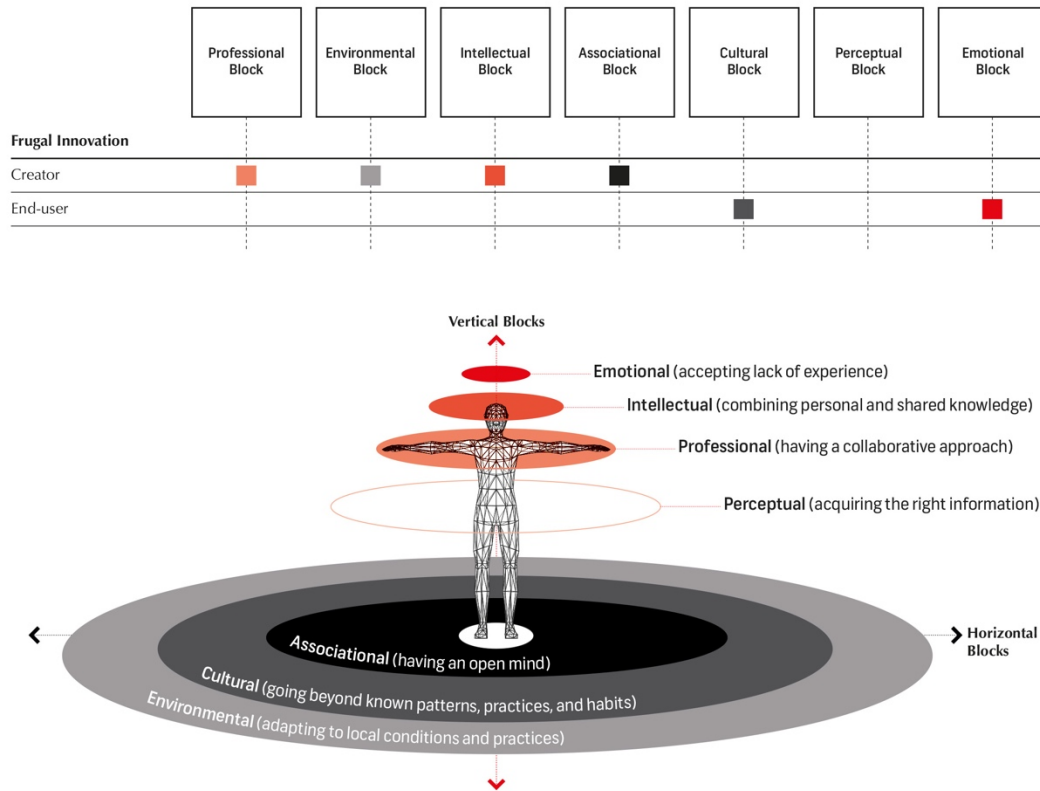 Professional
Block
Environmental
Block
Intellectual
Block
Associational
Block
Cultural
Block
Perceptual
Block
Emotional
Block
Frugal Innovation
Creator
End-user
Vertical Blocks
Emotional (accepting lack of experience)
Intellectual (combining personal and shared knowledge)
Professional (having a collaborative approach)
Perceptual (acquiring the right information)
Horizontal
Blocks
Associational (having an open mind)
Cultural (going beyond known patterns, practices, and habits)
Environmental (adapting to local conditions and practices)